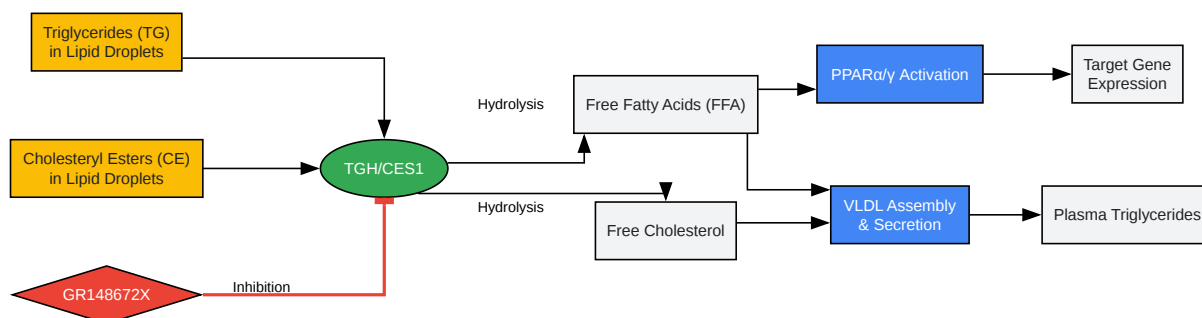 Triglycerides (TG)
in Lipid Droplets
Cholesteryl Esters (CE)
in Lipid Droplets
GR148672X
Inhibition
TGH/CES1
Hydrolysis
Hydrolysis
Free Fatty Acids (FFA)
Free Cholesterol
PPARα/γ Activation
VLDL Assembly
& Secretion
Target Gene
Expression
Plasma Triglycerides